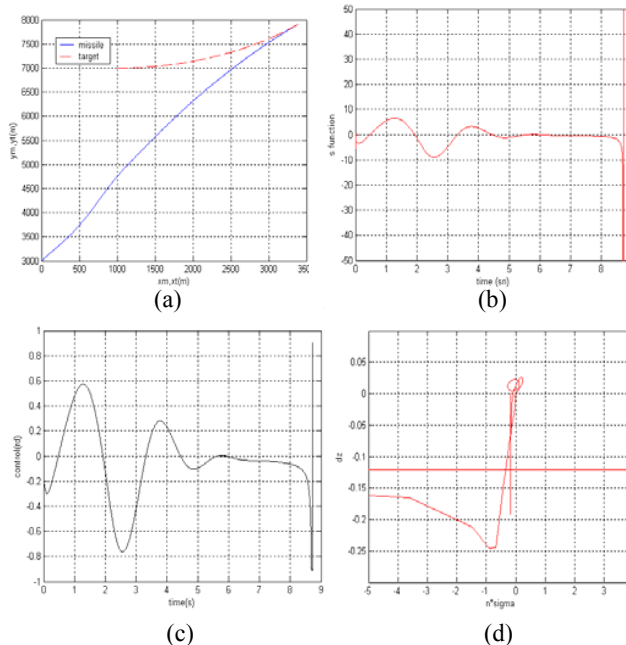 8000
7500
7000
6500
6000
5500
5000
4500
4000
3500
3000
ym,yt(m)
missile
target
0 500 1000 1500 2000 2500 3000 350
xm,xt(m)
(a)
50
40
30
20
10
0
-10
-20
-30
-40
-50
s function
0 1 2 3 4 5 6 7 8
time (sn)
(b)
1
0.8
0.6
0.4
0.2
0
-0.2
-0.4
-0.6
-0.8
-1
control(rd)
0 1 2 3 4 5 6 7 8 9
time(s)
(c)
0.05
0
-0.05
-0.1
-0.15
-0.2
-0.25
dz
-5 -4 -3 -2 -1 0 1 2 3
n*sigma
(d)